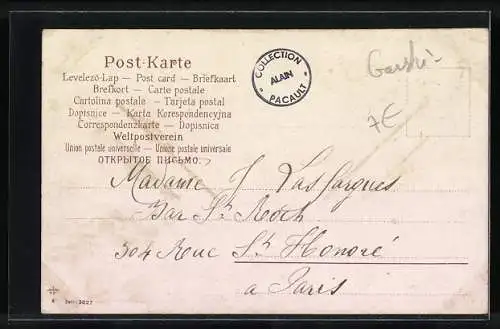 Post-Karte
Levelező-Lap — Post card — Briefkaart
Brefkort — Carte postale
Cartolina postale — Tarjeta postal
Dopisnice — Karta Korespondencyjna
Correspondenzkarte — Dopisnica
Weltpostverein
Union postale universelle — Unione postale universale
ОТКРЫТОЕ ПИСЬМО.
COLLECTION
ALAIN
PACAULT
7€
Madame J Lasfargues
Bar St Roch
304 Rue St Honoré
a Paris